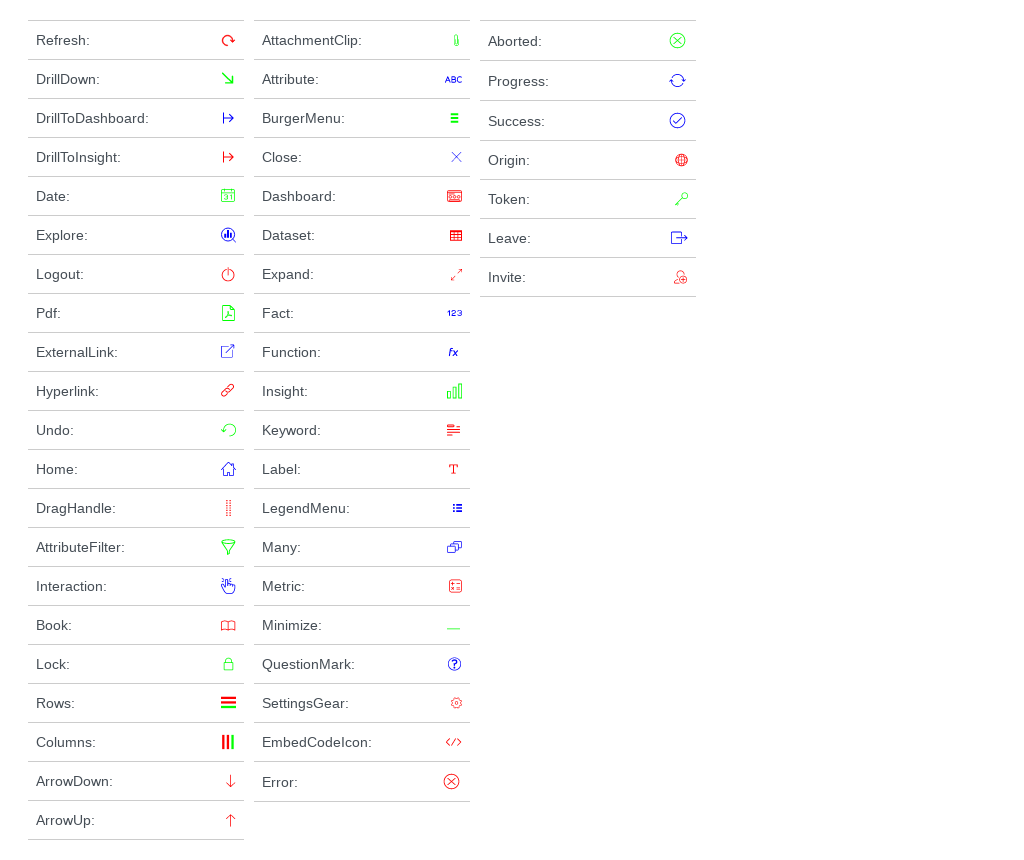 Refresh:
DrillDown:
DrillToDashboard:
DrillToInsight:
Date: 31
Explore:
Logout:
Pdf:
ExternalLink:
Hyperlink:
Undo:
Home:
DragHandle:
AttributeFilter:
Interaction:
Book:
Lock:
Rows:
Columns:
ArrowDown:
ArrowUp:
AttachmentClip:
Attribute: ABC
BurgerMenu:
Close:
Dashboard:
Dataset:
Expand:
Fact: 123
Function: fx
Insight:
Keyword:
Label: T
LegendMenu:
Many:
Metric:
Minimize:
QuestionMark: ?
SettingsGear:
EmbedCodeIcon: </>
Error:
Aborted:
Progress:
Success:
Origin:
Token:
Leave:
Invite: